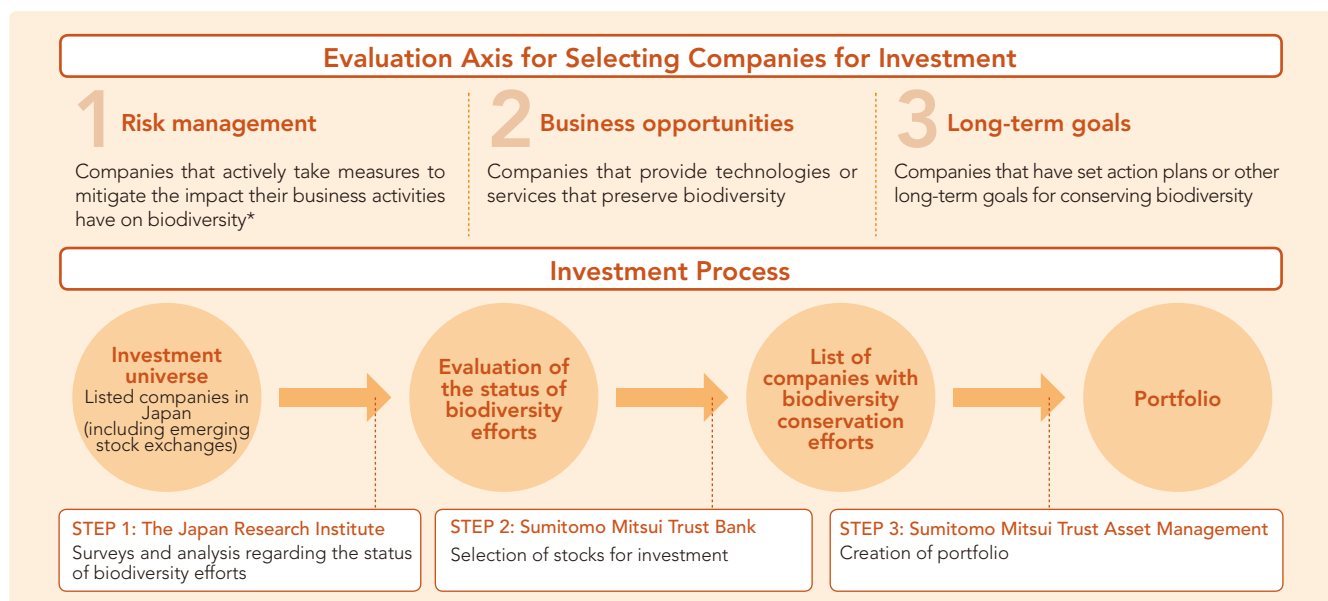 Evaluation Axis for Selecting Companies for Investment
1 Risk management
Companies that actively take measures to
mitigate the impact their business activities
have on biodiversity*
2 Business opportunities
Companies that provide technologies or
services that preserve biodiversity
3 Long-term goals
Companies that have set action plans or other
long-term goals for conserving biodiversity
Investment Process
Investment
universe
Listed companies in
Japan
(including emerging
stock exchanges)
Evaluation of
the status of
biodiversity
efforts
List of
companies with
biodiversity
conservation
efforts
Portfolio
STEP 1: The Japan Research Institute
Surveys and analysis regarding the status
of biodiversity efforts
STEP 2: Sumitomo Mitsui Trust Bank
Selection of stocks for investment
STEP 3: Sumitomo Mitsui Trust Asset Management
Creation of portfolio